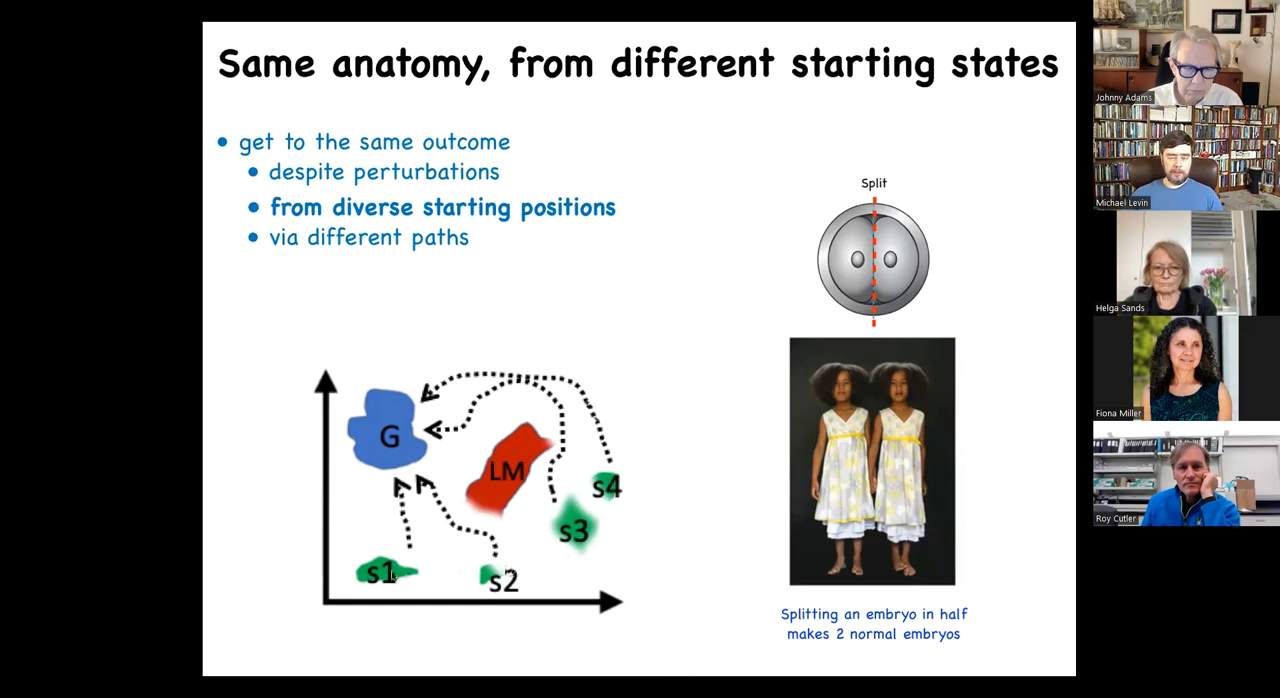 Same anatomy, from different starting states
• get to the same outcome
• despite perturbations
• from diverse starting positions
• via different paths
Split
G
LM
s4
s3
s1
s2
Splitting an embryo in half
makes 2 normal embryos
Johnny Adams
Michael Levin
Helga Sands
Fiona Miller
Roy Cutler